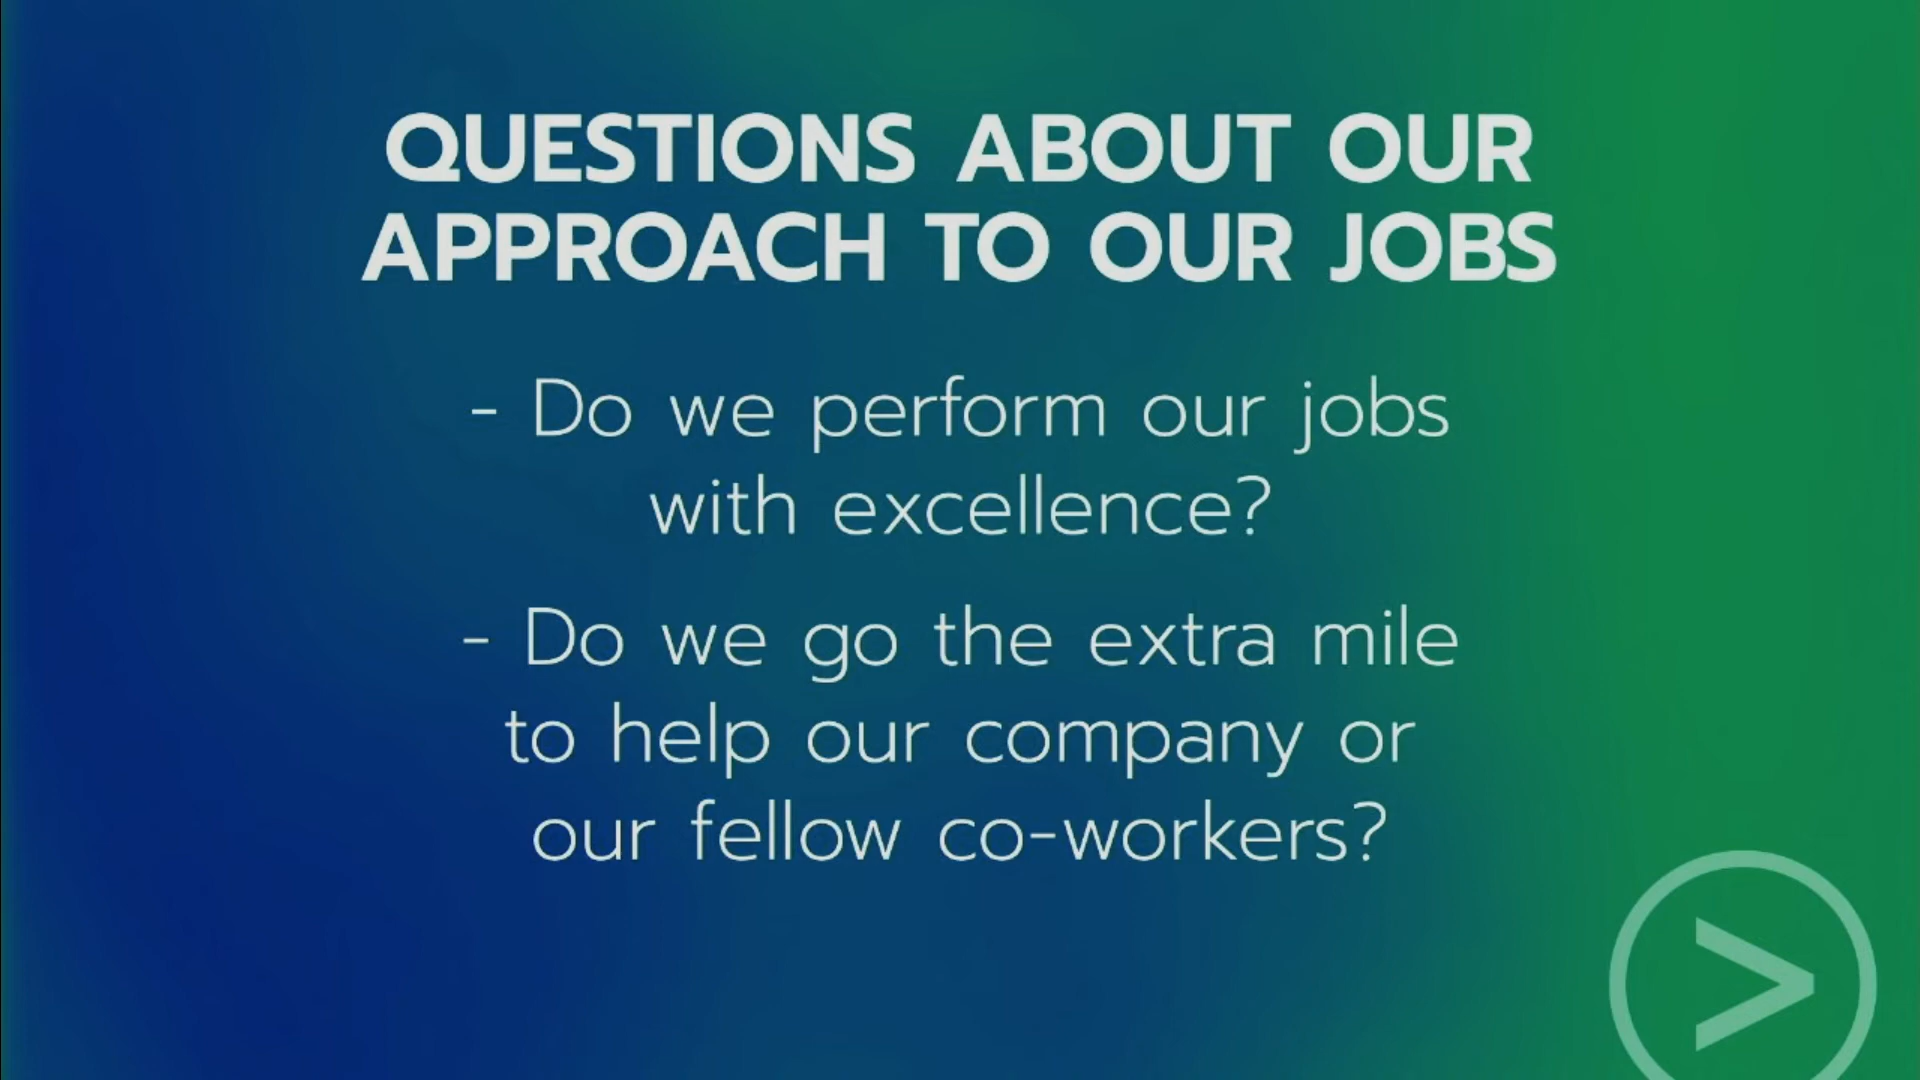 QUESTIONS ABOUT OUR
APPROACH TO OUR JOBS
- Do we perform our jobs
with excellence?
- Do we go the extra mile
to help our company or
our fellow co-workers?